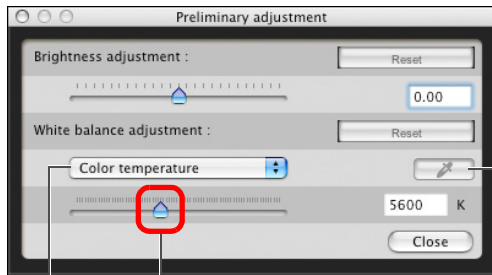 Preliminary adjustment
Brightness adjustment :
Reset
0.00
White balance adjustment :
Reset
Color temperature
5600 K
Close